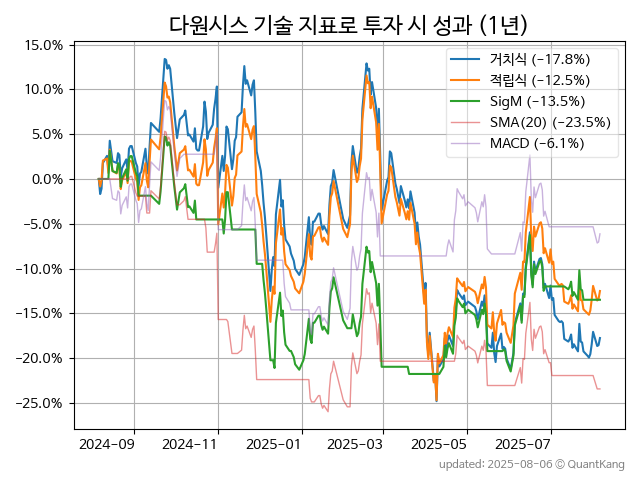 다원시스 기술 지표로 투자 시 성과 (1년)
15.0%
10.0%
5.0%
0.0%
−5.0%
−10.0%
−15.0%
−20.0%
−25.0%
거치식 (−17.8%)
적립식 (−12.5%)
SigM (−13.5%)
SMA(20) (−23.5%)
MACD (−6.1%)
2024-09 2024-11 2025-01 2025-03 2025-05 2025-07
updated: 2025-08-06 © QuantKang